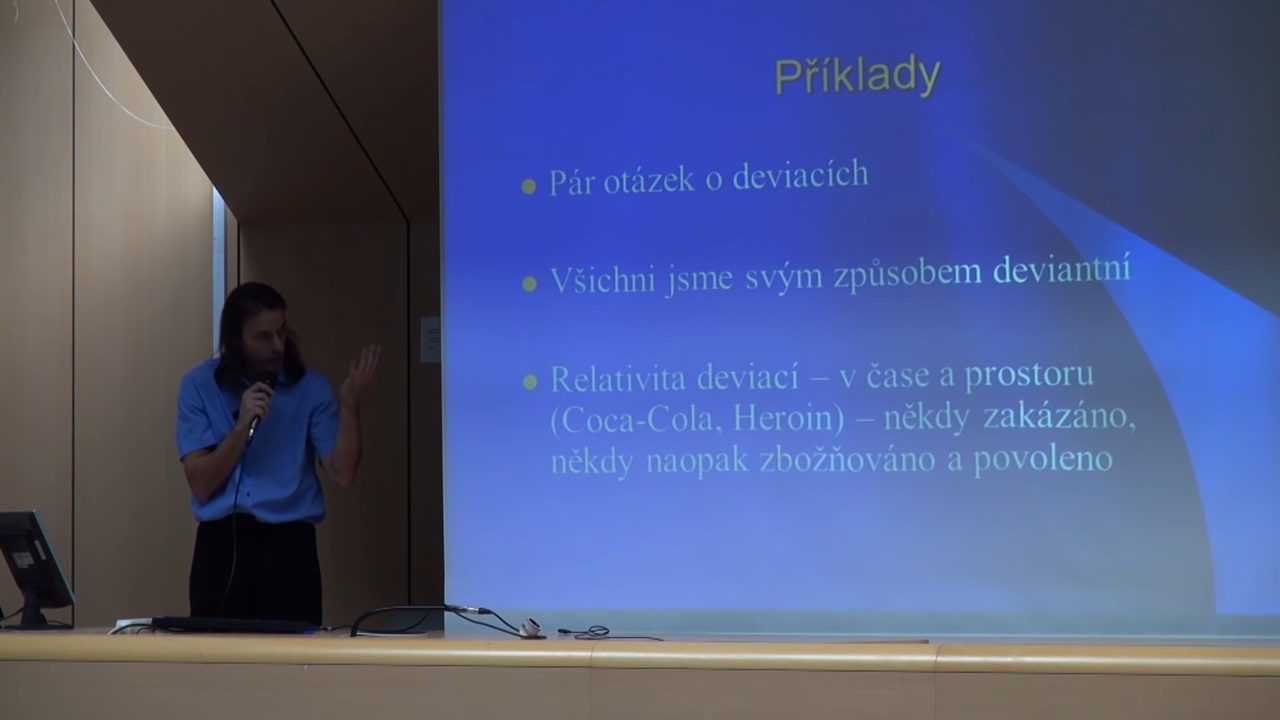 Příklady
Pár otázek o deviacích
Všichni jsme svým způsobem deviantní
Relativita deviací – v čase a prostoru
(Coca-Cola, Heroin) – někdy zakázáno,
někdy naopak zbožňováno a povoleno